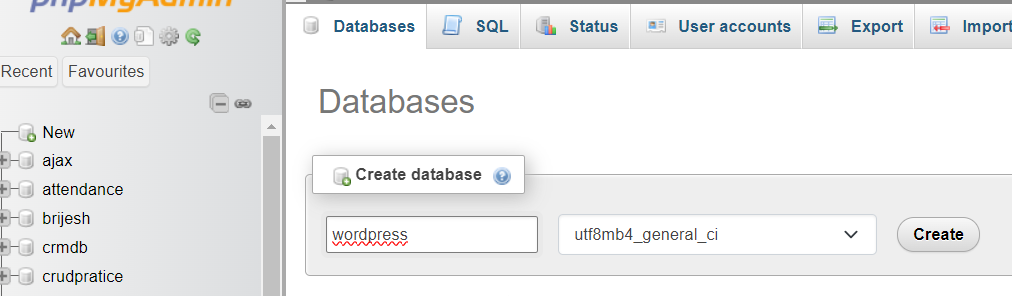 phpMyAdmin
Databases SQL Status User accounts Export Import
Recent Favourites
Databases
New
ajax
Create database
attendance
brijesh
wordpress utf8mb4_general_ci Create
crmdb
crudpratice